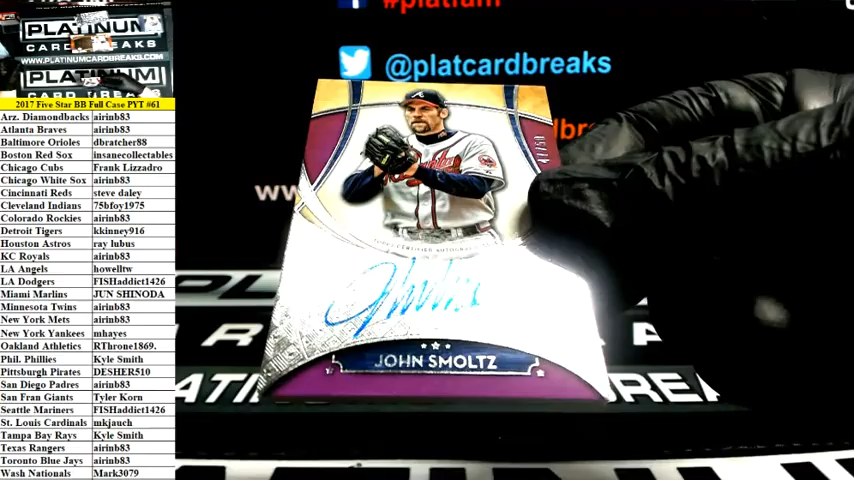 PLATINUM
CARD BREAKS
WWW.PLATINUMCARDBREAKS.COM
PLATINUM
CARD BREAKS
2017 Five Star BB Full Case PYT #61
Arz. Diamondbacks airinb83
Atlanta Braves airinb83
Baltimore Orioles dbratcher88
Boston Red Sox insanecollectables
Chicago Cubs Frank Lizzadro
Chicago White Sox airinb83
Cincinnati Reds steve daley
Cleveland Indians 75bfoy1975
Colorado Rockies airinb83
Detroit Tigers kkinney916
Houston Astros ray lubus
KC Royals airinb83
LA Angels howelltw
LA Dodgers FISHaddict1426
Miami Marlins JUN SHINODA
Minnesota Twins airinb83
New York Mets airinb83
New York Yankees mhayes
Oakland Athletics RThrone1869.
Phil. Phillies Kyle Smith
Pittsburgh Pirates DESHER510
San Diego Padres airinb83
San Fran Giants Tyler Korn
Seattle Mariners FISHaddict1426
St. Louis Cardinals mkjauch
Tampa Bay Rays Kyle Smith
Texas Rangers airinb83
Toronto Blue Jays airinb83
Wash Nationals Mark3079
#platium
@platcardbreaks
JOHN SMOLTZ